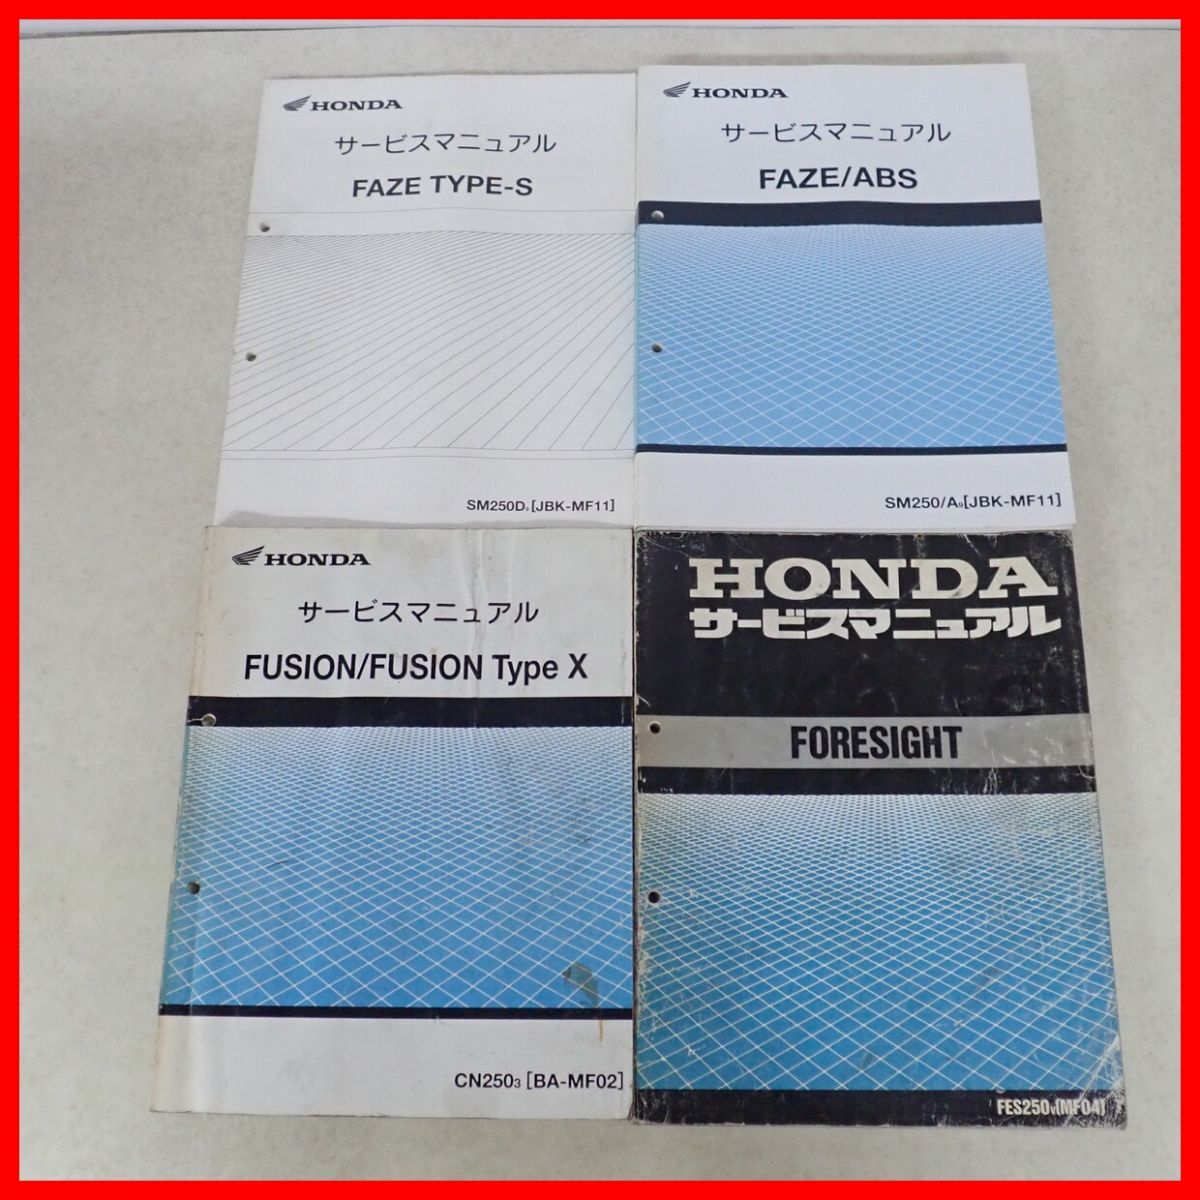 HONDA
サービスマニュアル
FAZE TYPE-S
SM250D9 [JBK-MF11]
HONDA
サービスマニュアル
FAZE/ABS
SM250/A9[JBK-MF11]
HONDA
サービスマニュアル
FUSION/FUSION Type X
CN2503 [BA-MF02]
HONDA
サービスマニュアル
FORESIGHT
FES250V(MF04)